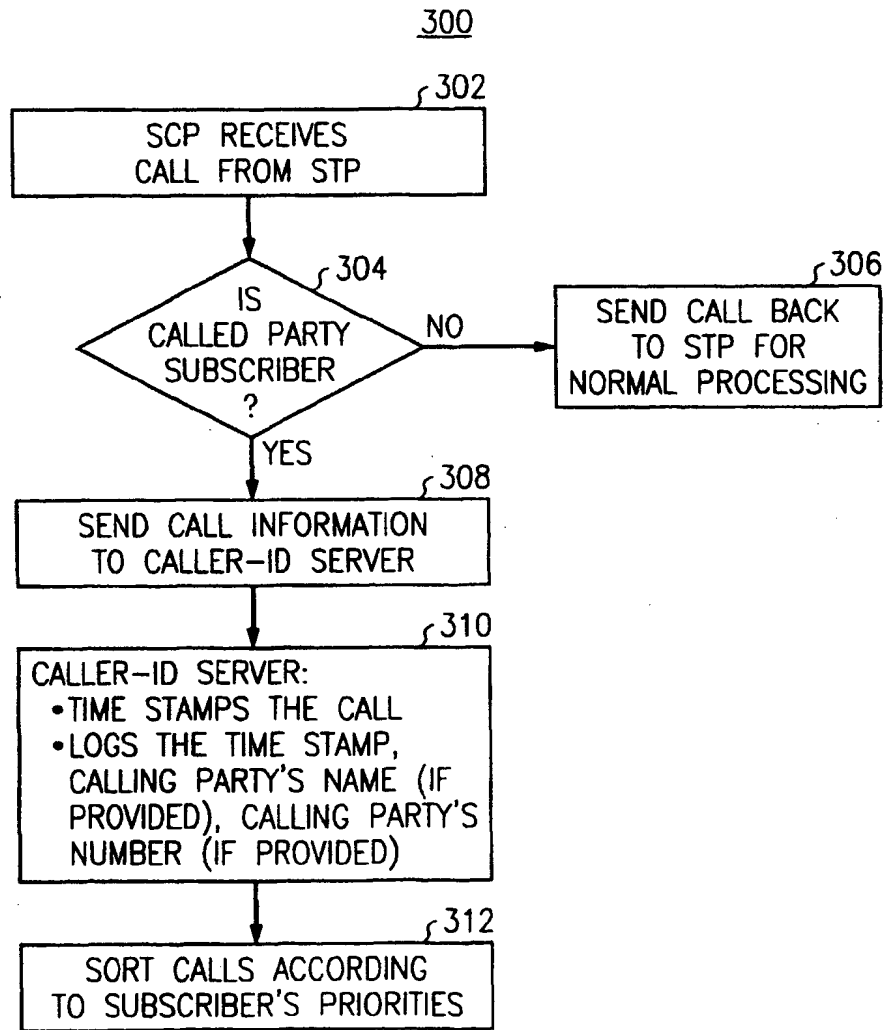 300
302
SCP RECEIVES
CALL FROM STP
304
IS
CALLED PARTY
SUBSCRIBER
?
NO
306
SEND CALL BACK
TO STP FOR
NORMAL PROCESSING
YES
308
SEND CALL INFORMATION
TO CALLER-ID SERVER
310
CALLER-ID SERVER:
•TIME STAMPS THE CALL
•LOGS THE TIME STAMP,
CALLING PARTY'S NAME (IF
PROVIDED), CALLING PARTY'S
NUMBER (IF PROVIDED)
312
SORT CALLS ACCORDING
TO SUBSCRIBER'S PRIORITIES